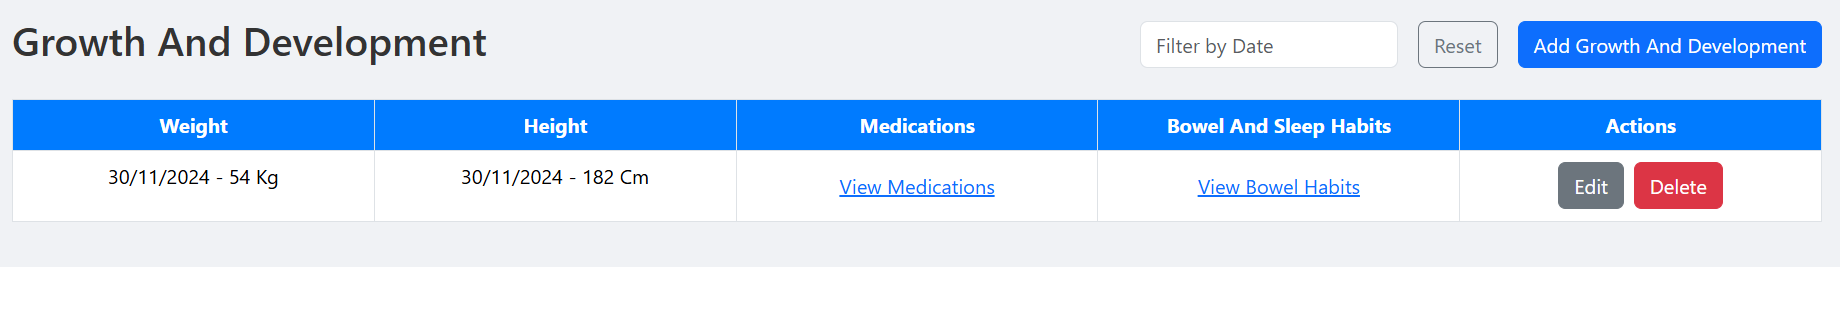 Growth And Development
Filter by Date
Reset
Add Growth And Development
Weight Height Medications Bowel And Sleep Habits Actions
30/11/2024 - 54 Kg 30/11/2024 - 182 Cm View Medications View Bowel Habits Edit Delete